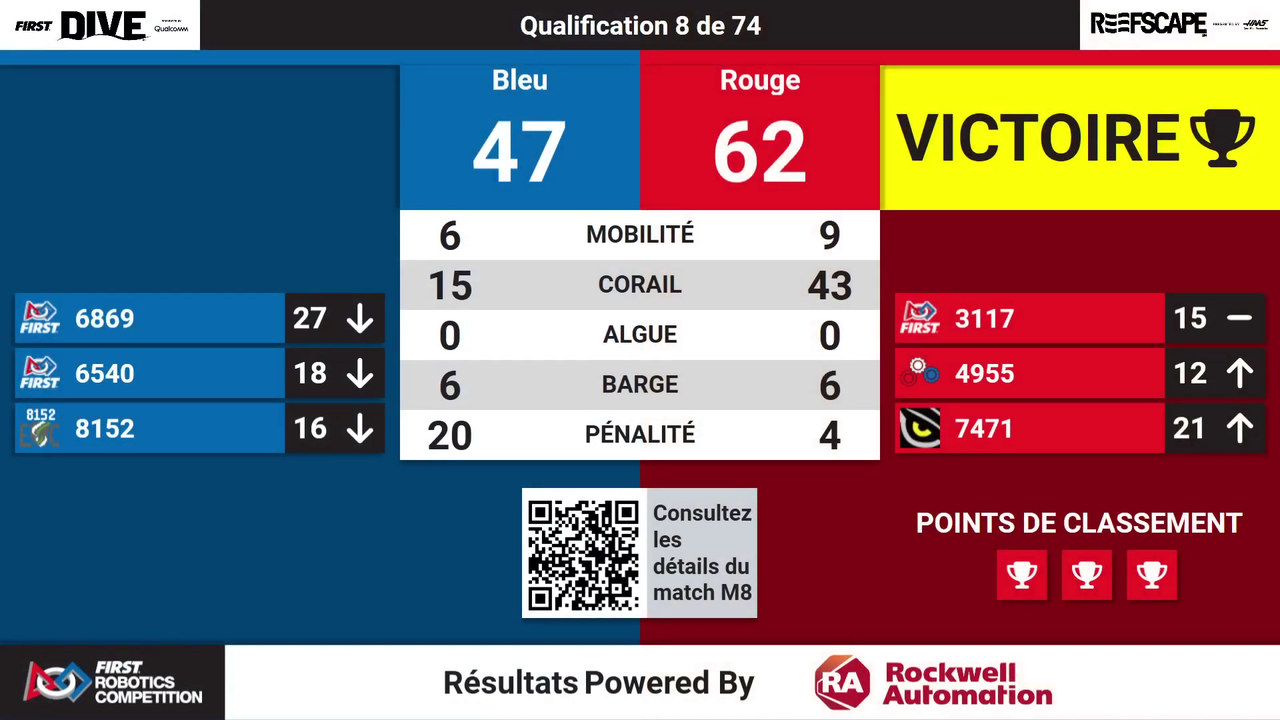 FIRST DIVE Qualcomm
Qualification 8 de 74
REEFSCAPE HAAS
Bleu
Rouge
47
62
VICTOIRE
6 MOBILITÉ 9
15 CORAIL 43
0 ALGUE 0
6 BARGE 6
20 PÉNALITÉ 4
FIRST 6869 27
FIRST 6540 18
8152
8152 16
FIRST 3117 15
4955 12
7471 21
Consultez
les
détails du
match M8
POINTS DE CLASSEMENT
FIRST
ROBOTICS
COMPETITION
Résultats Powered By
RA Rockwell
Automation